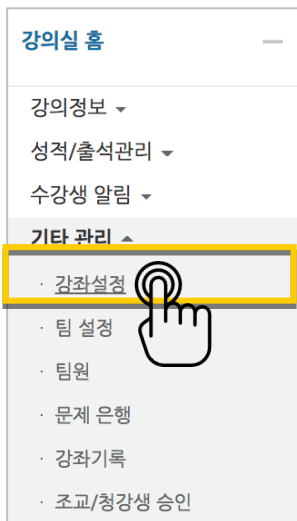 강의실 홈
강의정보
성적/출석관리
수강생 알림
기타 관리
· 강좌설정
· 팀 설정
· 팀원
· 문제 은행
· 강좌기록
· 조교/청강생 승인